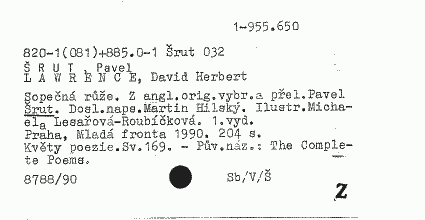 1-955.650
820-1(081)+885.0-1 Šrut 032
Š R U T , Pavel
L A W R E N C E, David Herbert
Sopečná růže. Z angl.orig.vybr.a přel.Pavel
Šrut. Dosl.naps.Martin Hilský. Ilustr.Micha-
ela Lesařová-Roubíčková. 1.vyd.
Praha, Mladá fronta 1990. 204 s.
Květy poezie.Sv.169. - Pův.náz.: The Comple-
te Poems.
8788/90 Sb/V/Š
Z